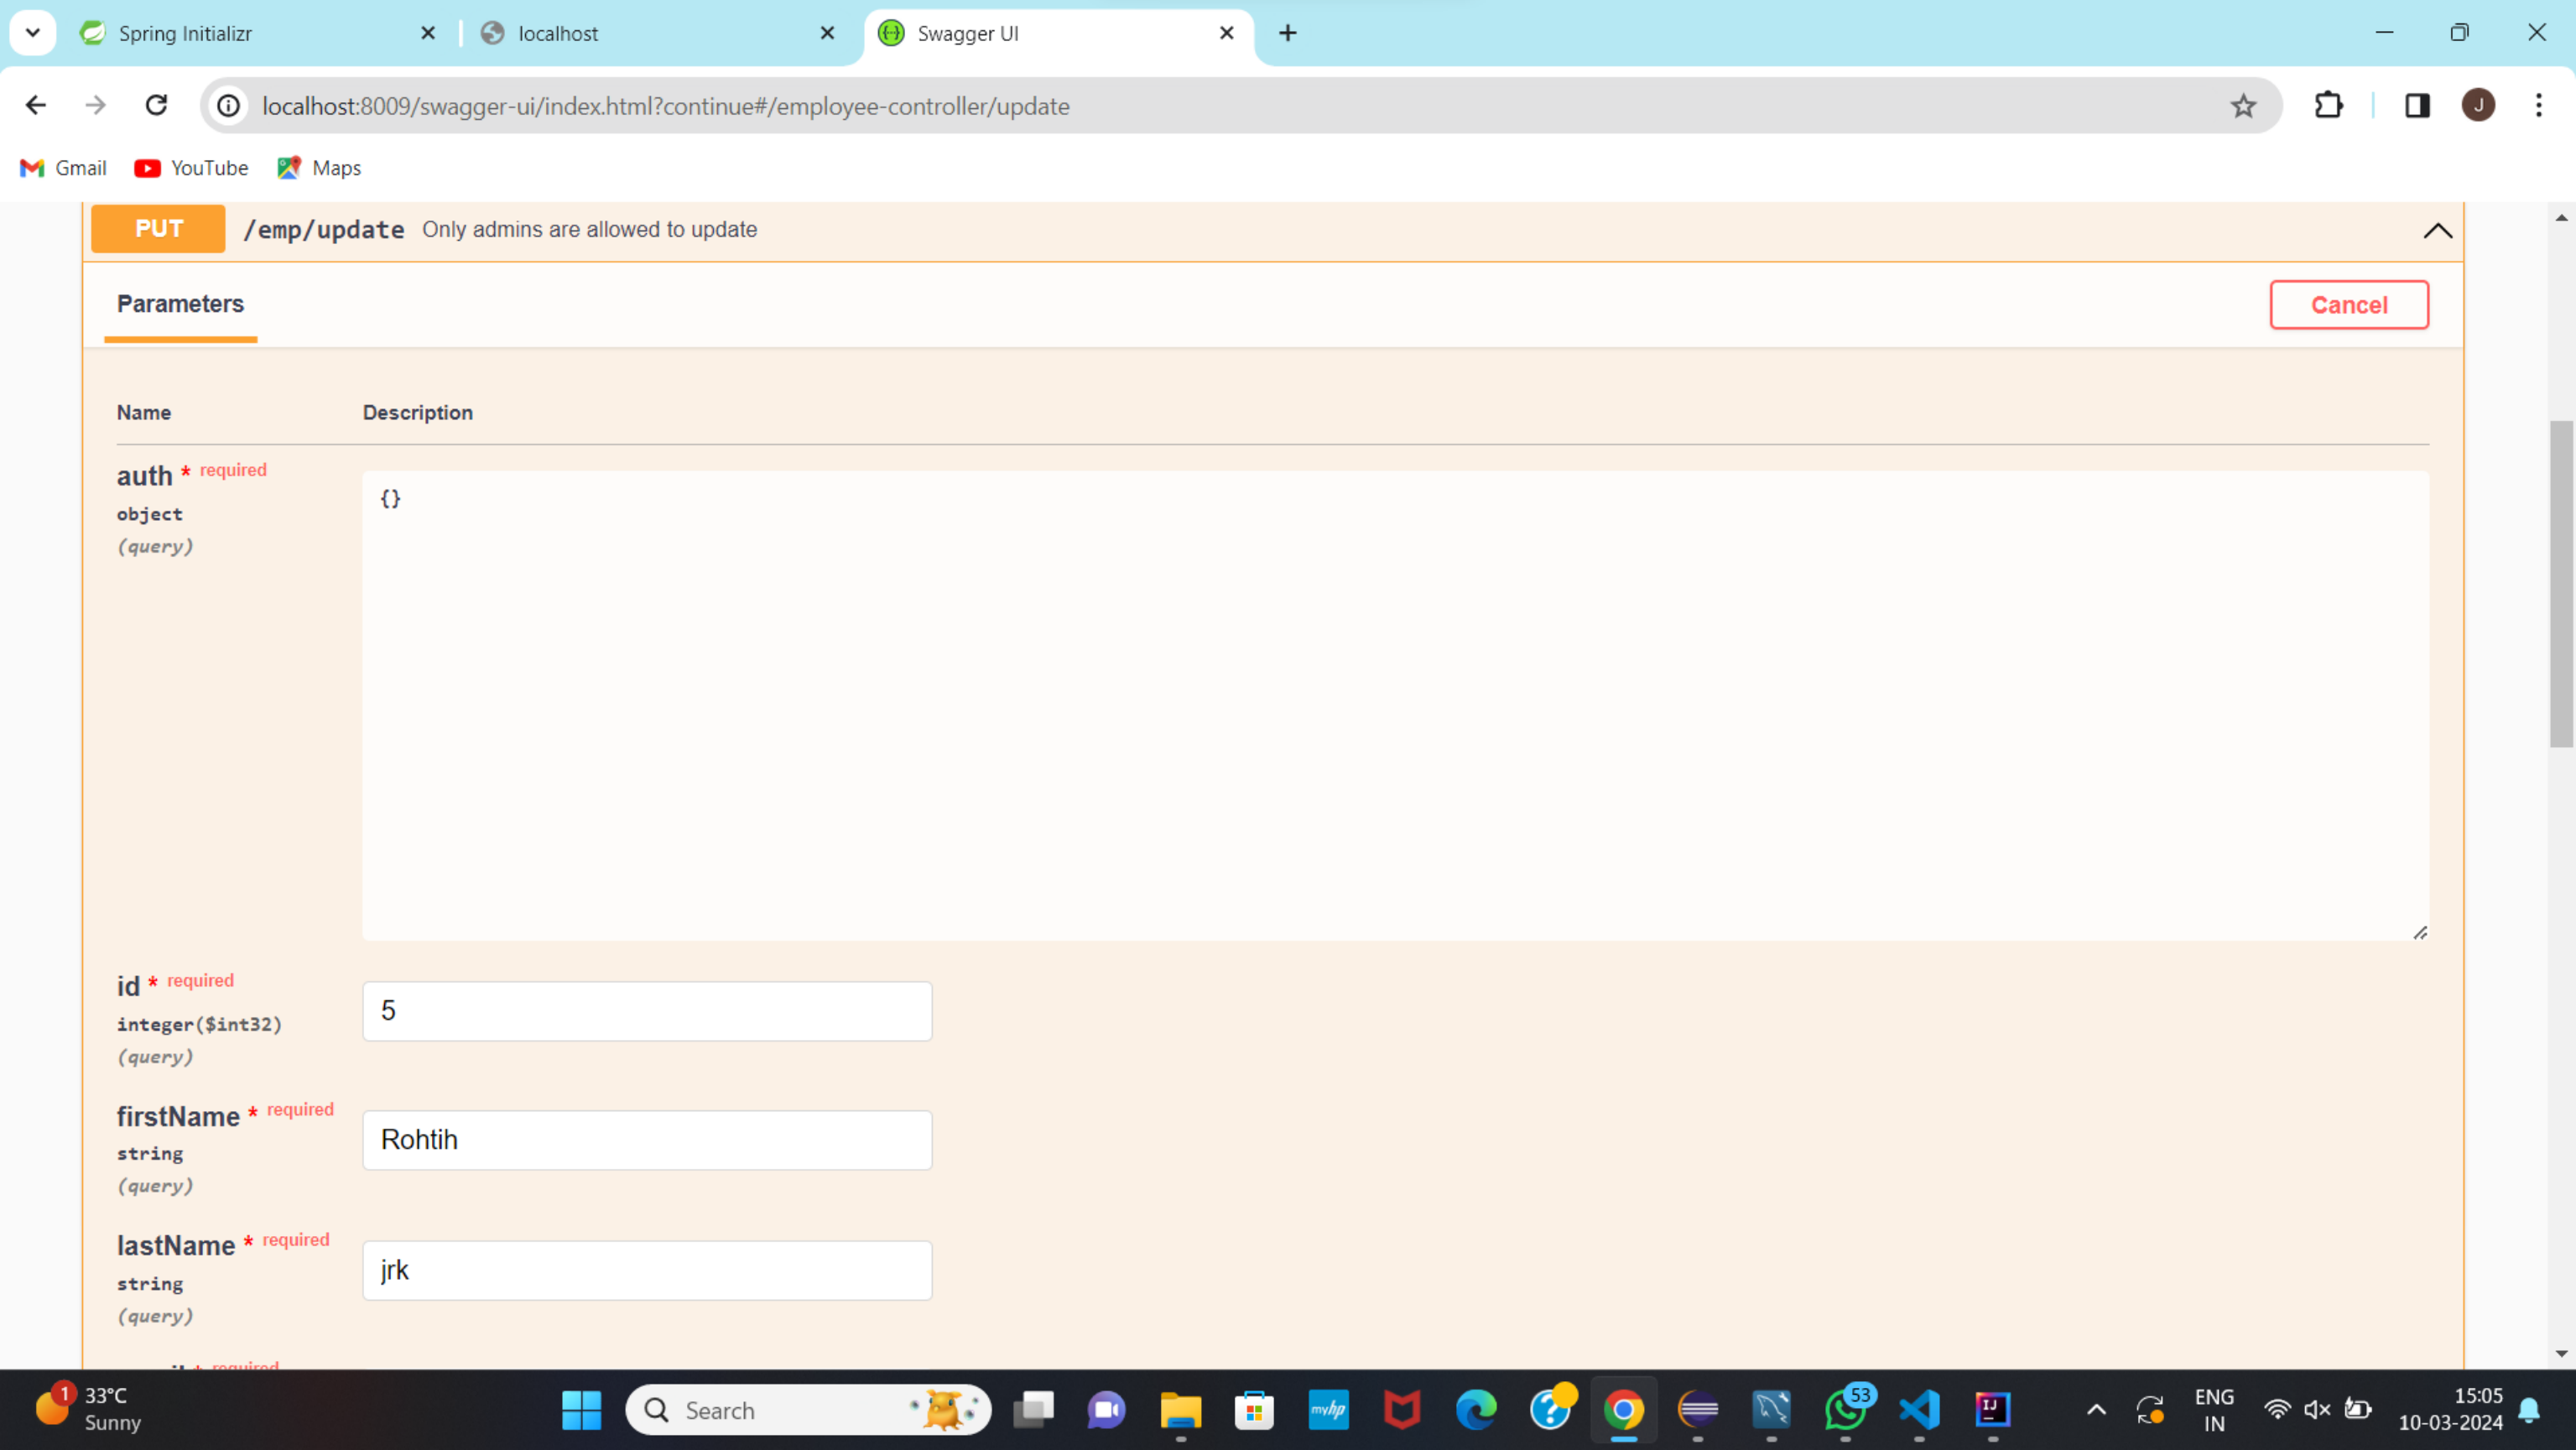 Spring Initializr
localhost
Swagger UI
localhost:8009/swagger-ui/index.html?continue#/employee-controller/update
J
Gmail
YouTube
Maps
PUT /emp/update Only admins are allowed to update
Parameters
Cancel
Name Description
auth * required
object
(query)
{}
id * required
integer($int32)
(query)
5
firstName * required
string
(query)
Rohtih
lastName * required
string
(query)
jrk
required
1
33°C
Sunny
Search
myhp
53
IJ
ENG
IN
15:05
10-03-2024